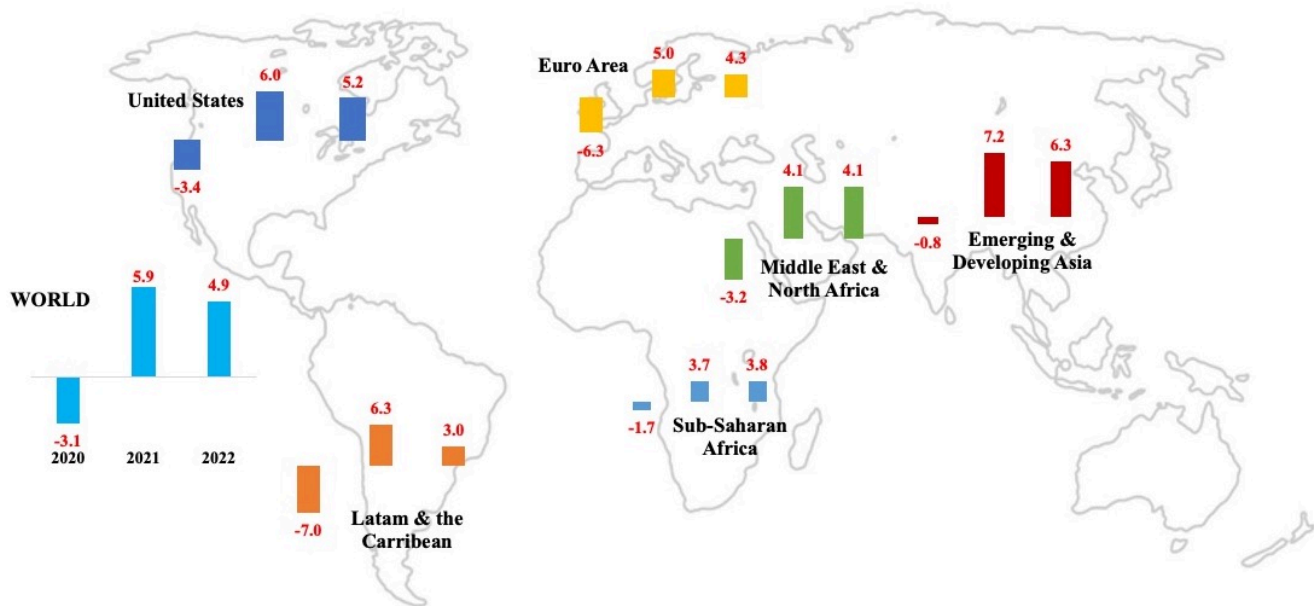 United States
-3.4
6.0
5.2
Euro Area
-6.3
5.0
4.3
4.1
4.1
-3.2
Middle East &
North Africa
7.2
6.3
-0.8
Emerging &
Developing Asia
WORLD
5.9
4.9
-3.1
2020
2021
2022
6.3
3.0
-7.0
Latam & the
Carribean
3.7
3.8
-1.7
Sub-Saharan
Africa